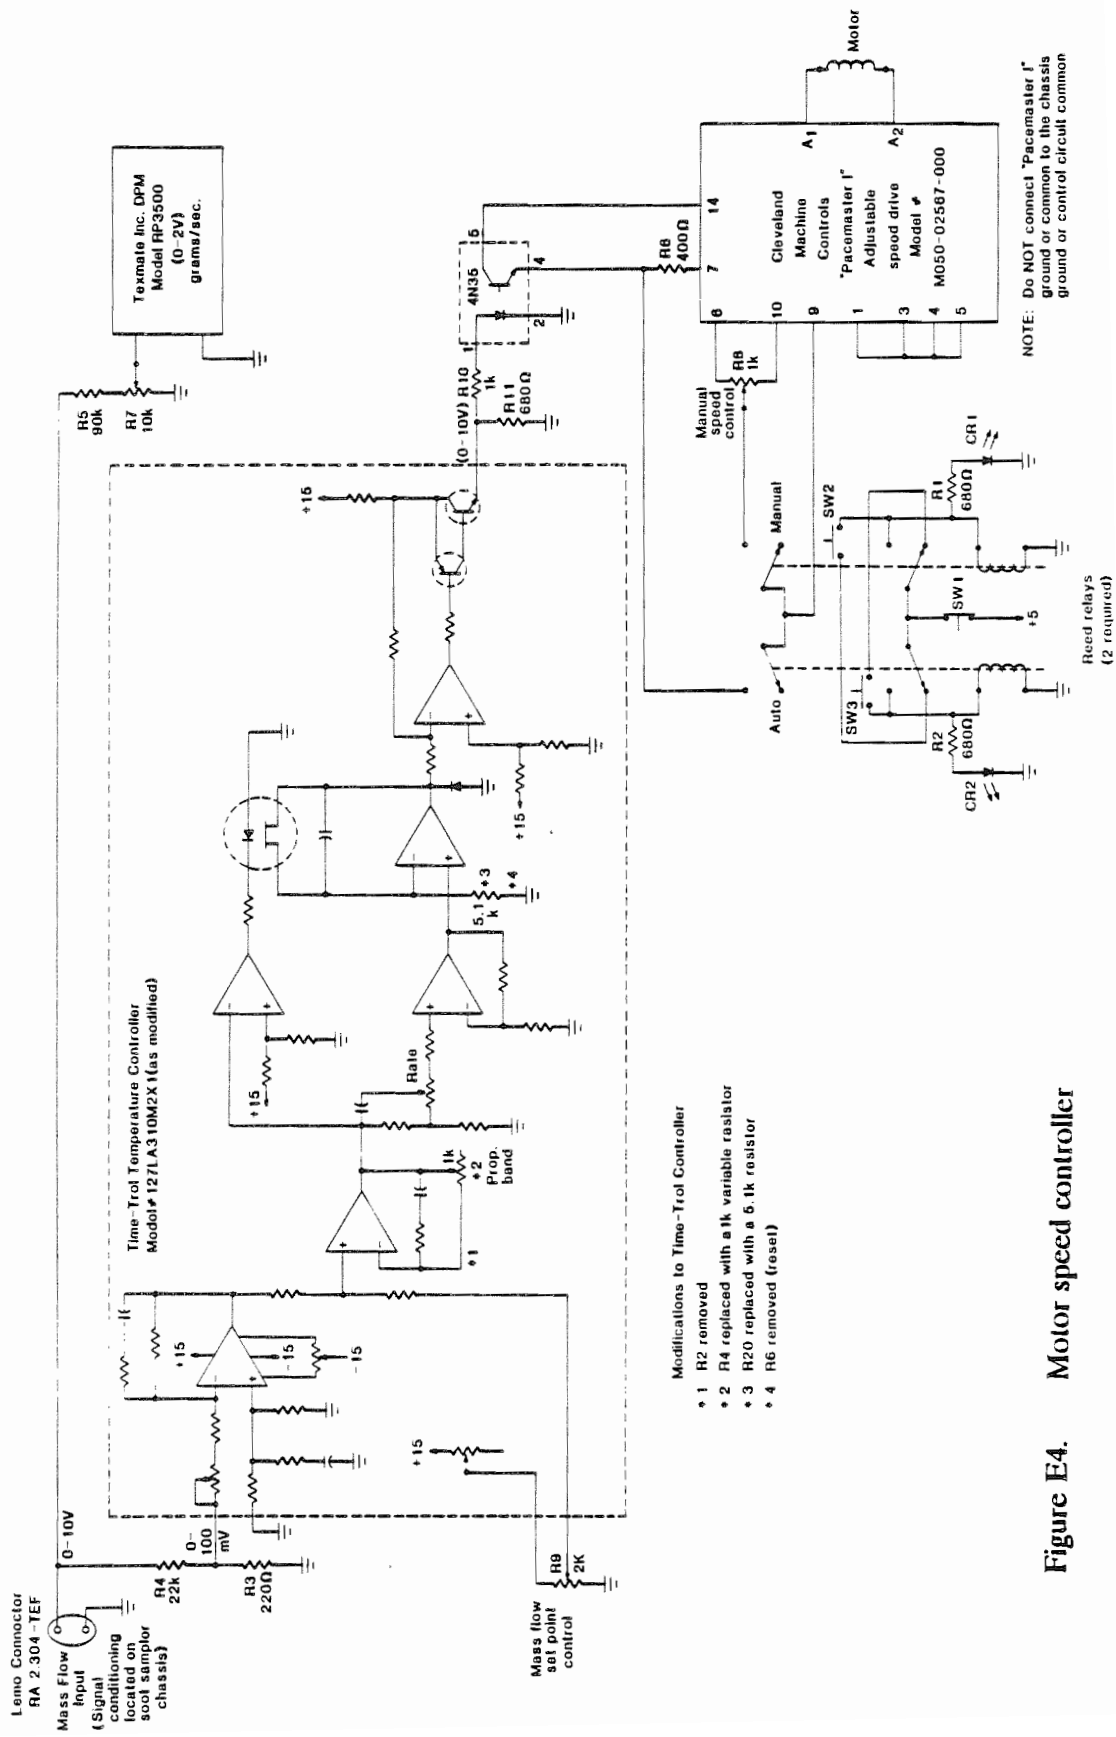 Lemo Connector
RA 2.304-TEF
Mass Flow
Input
(Signal
conditioning
located on
soot sampler
chassis)
0-10V
R4
22k
0-
100
mV
R3
220Ω
R9
2K
Mass flow
set point
control
Time-Trol Temperature Controller
Model # 127LA310M2X1(as modified)
+15
-15
-15
+15
*1
1k
*2
Prop.
band
Rate
+15
5.1
k
*3
*4
+15
+15
R5
90k
R7
10k
Texmate Inc. DPM
Model RP3500
(0-2V)
grams/sec.
(0-10V)
R10
1k
R11
680Ω
1
2
4N35
5
4
R6
400Ω
14
7
6
10
9
1
3
4
5
R8
1k
Manual
speed
control
Cleveland
Machine
Controls
"Pacemaster I"
Adjustable
speed drive
Model #
M050-02587-000
A1
A2
Motor
NOTE: Do NOT connect "Pacemaster I"
ground or common to the chassis
ground or control circuit common
Auto
Manual
SW3
SW2
SW1
+5
R2
680Ω
CR2
R1
680Ω
CR1
Reed relays
(2 required)
Modifications to Time-Trol Controller
*1 R2 removed
*2 R4 replaced with a 1k variable resistor
*3 R20 replaced with a 5.1k resistor
*4 R6 removed (reset)
Figure E4. Motor speed controller